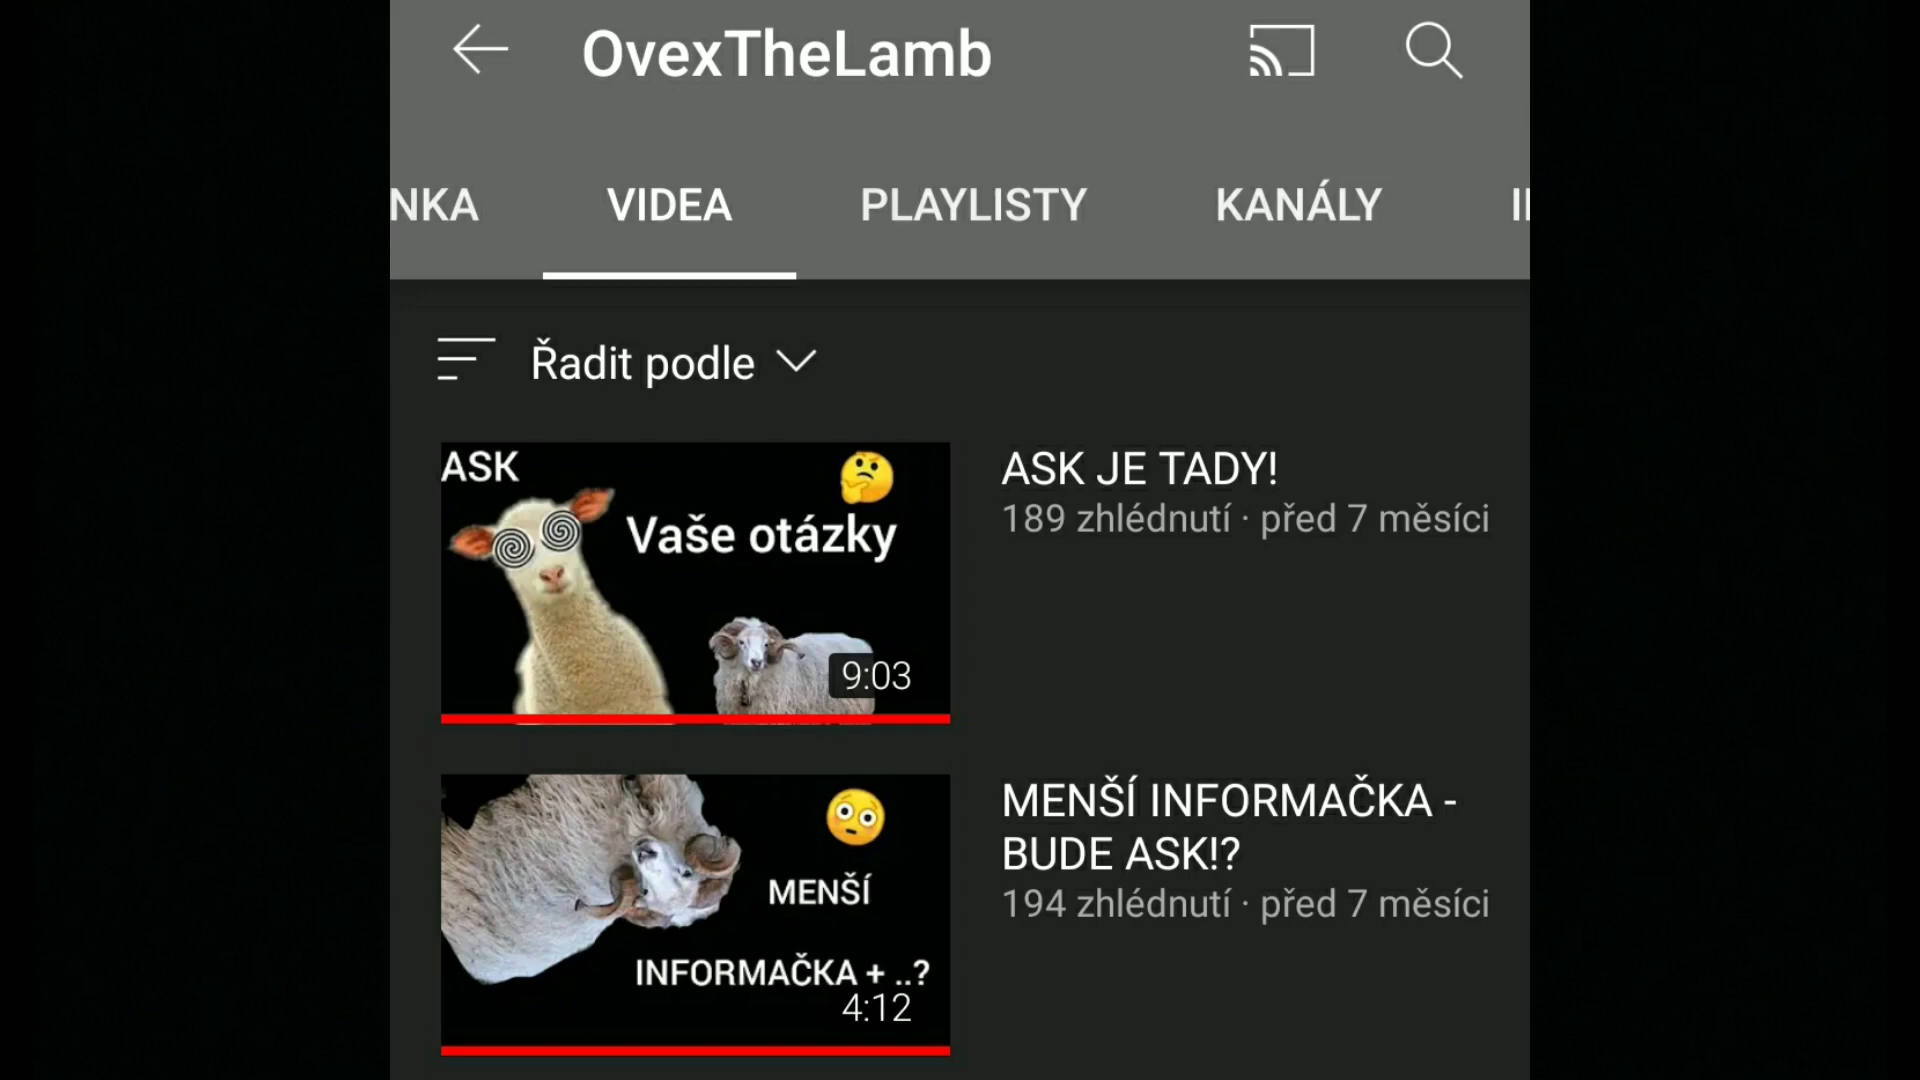 OvexTheLamb
NKA VIDEA PLAYLISTY KANÁLY
Řadit podle
ASK
Vaše otázky
9:03
ASK JE TADY!
189 zhlédnutí · před 7 měsíci
MENŠÍ
INFORMAČKA + ..?
4:12
MENŠÍ INFORMAČKA -
BUDE ASK!?
194 zhlédnutí · před 7 měsíci